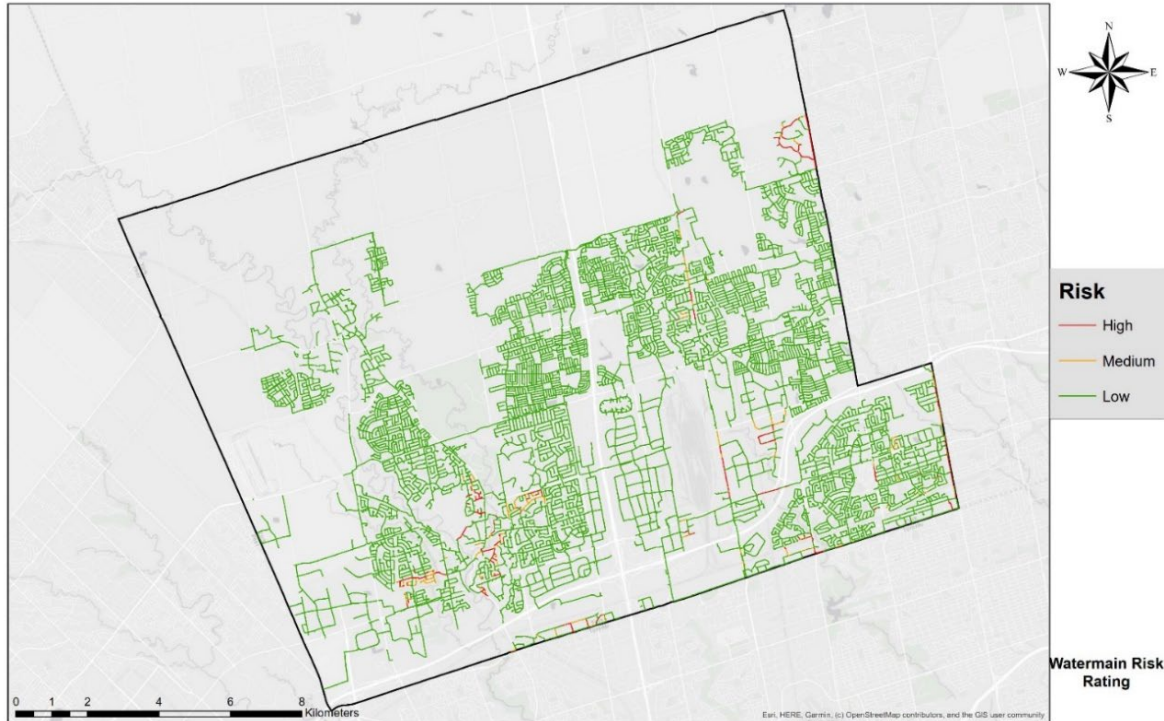 N
W E
S
Risk
High
Medium
Low
Watermain Risk
Rating
0 1 2 4 6 8
Kilometers
Esri, HERE, Garmin, (c) OpenStreetMap contributors, and the GIS user community